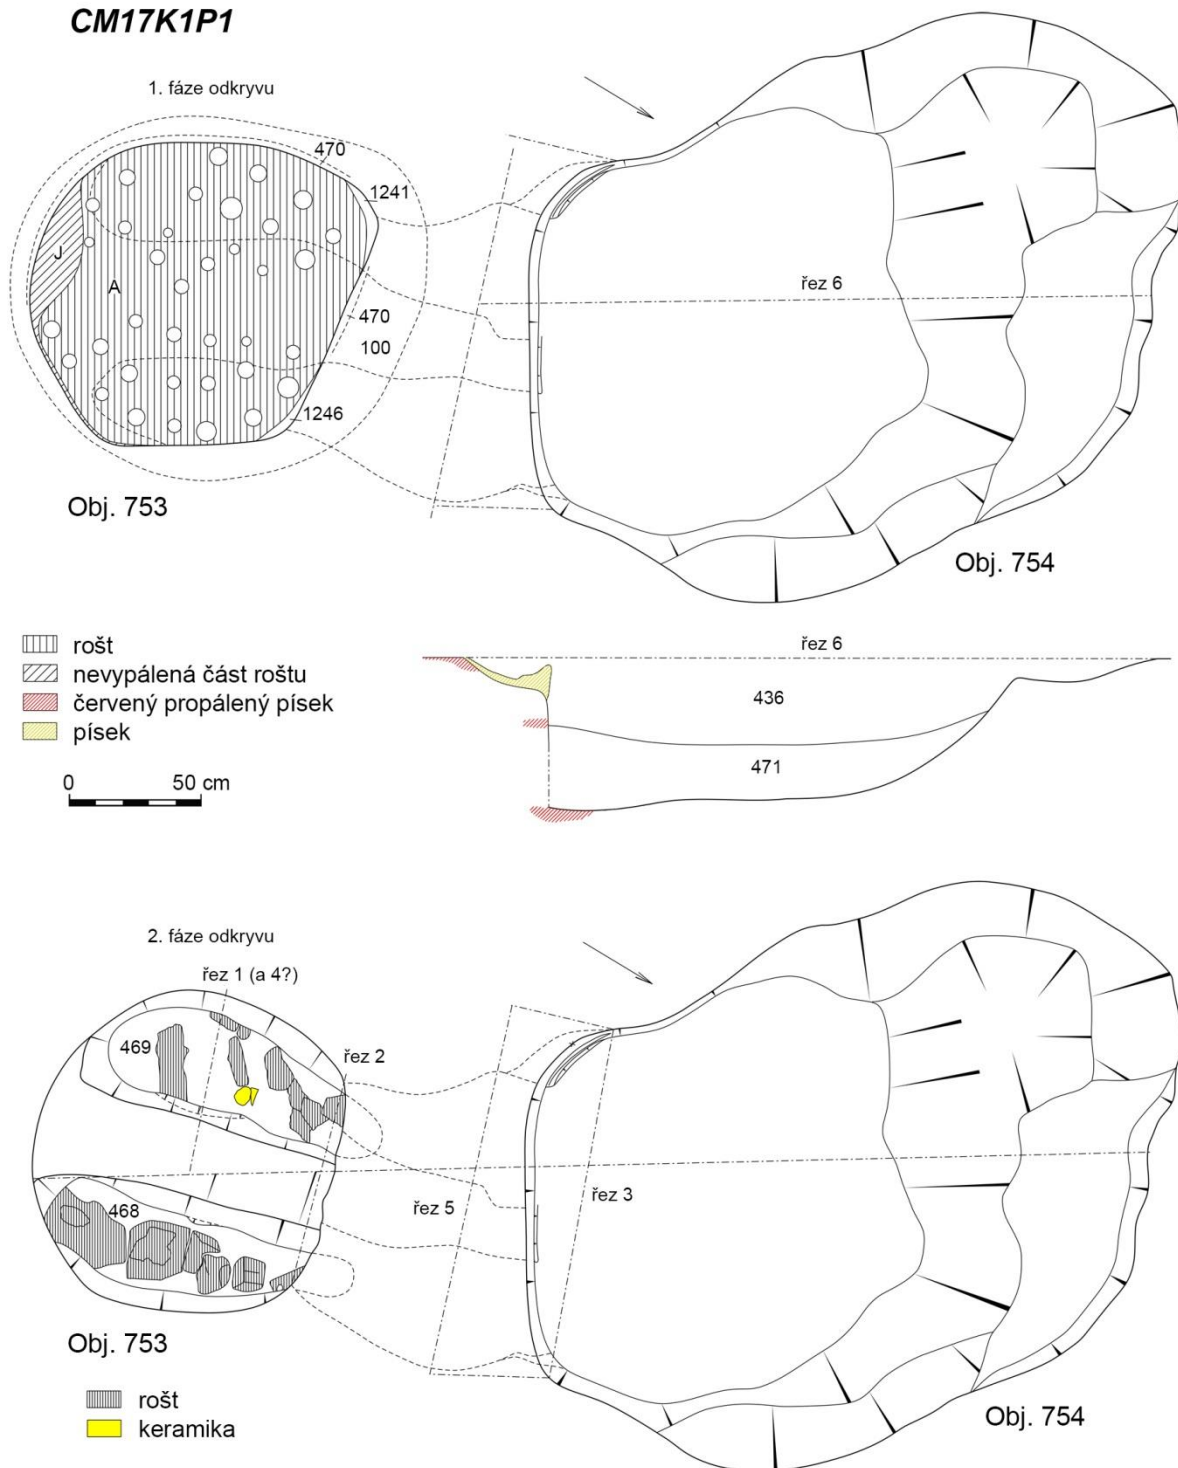 CM17K1P1
1. fáze odkryvu
470
1241
J
A
řez 6
470
100
1246
Obj. 753
Obj. 754
rošt
nevypálená část roštu
červený propálený písek
písek
0 50 cm
řez 6
436
471
2. fáze odkryvu
řez 1 (a 4?)
469
řez 2
řez 3
řez 5
468
Obj. 753
rošt
keramika
Obj. 754